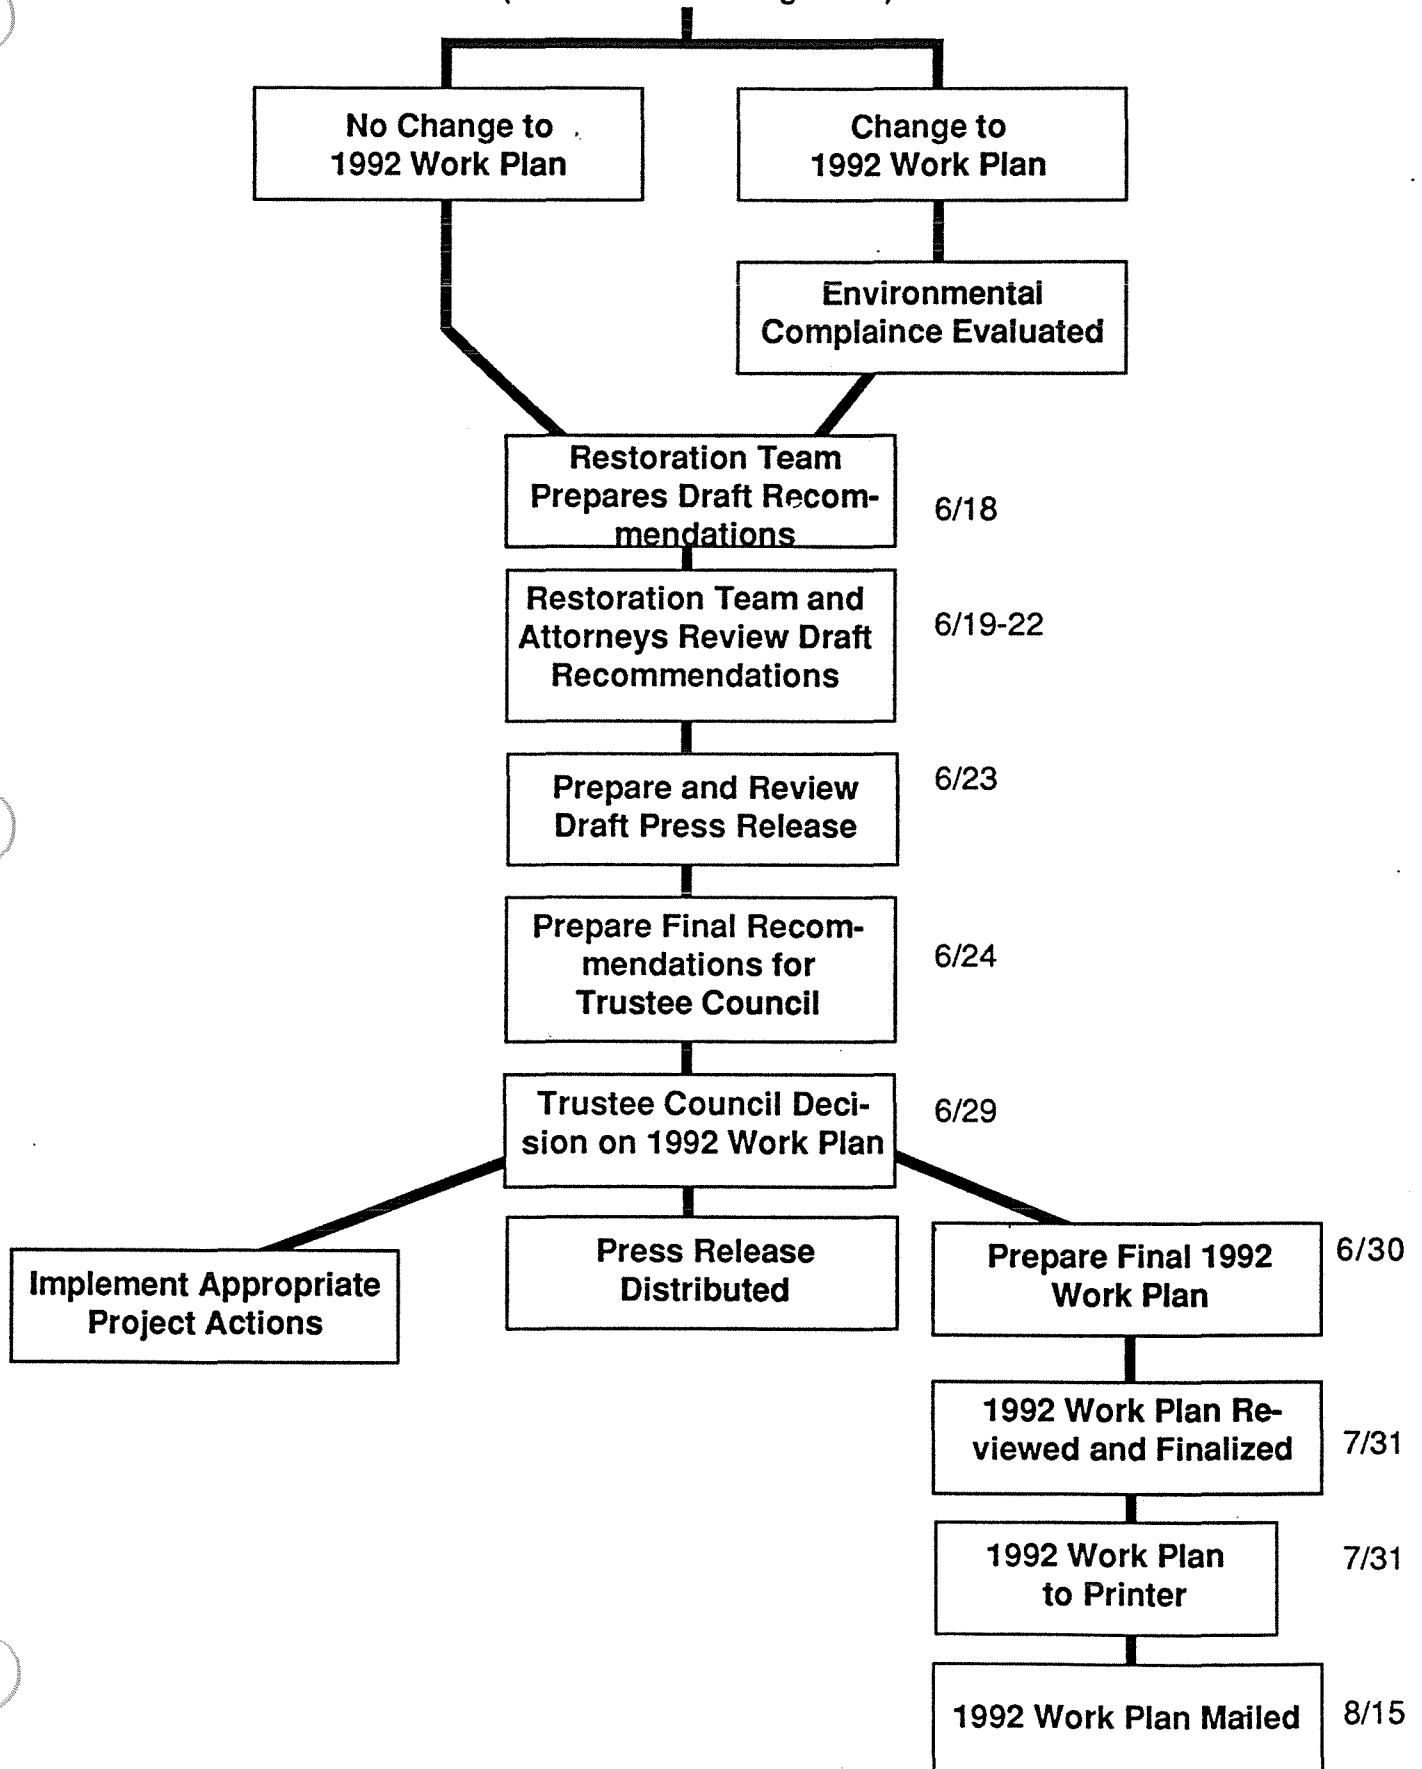 No Change to
1992 Work Plan
Change to
1992 Work Plan
Environmental
Complaince Evaluated
Restoration Team
Prepares Draft Recom-
mendations
6/18
Restoration Team and
Attorneys Review Draft
Recommendations
6/19-22
Prepare and Review
Draft Press Release
6/23
Prepare Final Recom-
mendations for
Trustee Council
6/24
Trustee Council Deci-
sion on 1992 Work Plan
6/29
Implement Appropriate
Project Actions
Press Release
Distributed
Prepare Final 1992
Work Plan
6/30
1992 Work Plan Re-
viewed and Finalized
7/31
1992 Work Plan
to Printer
7/31
1992 Work Plan Mailed
8/15